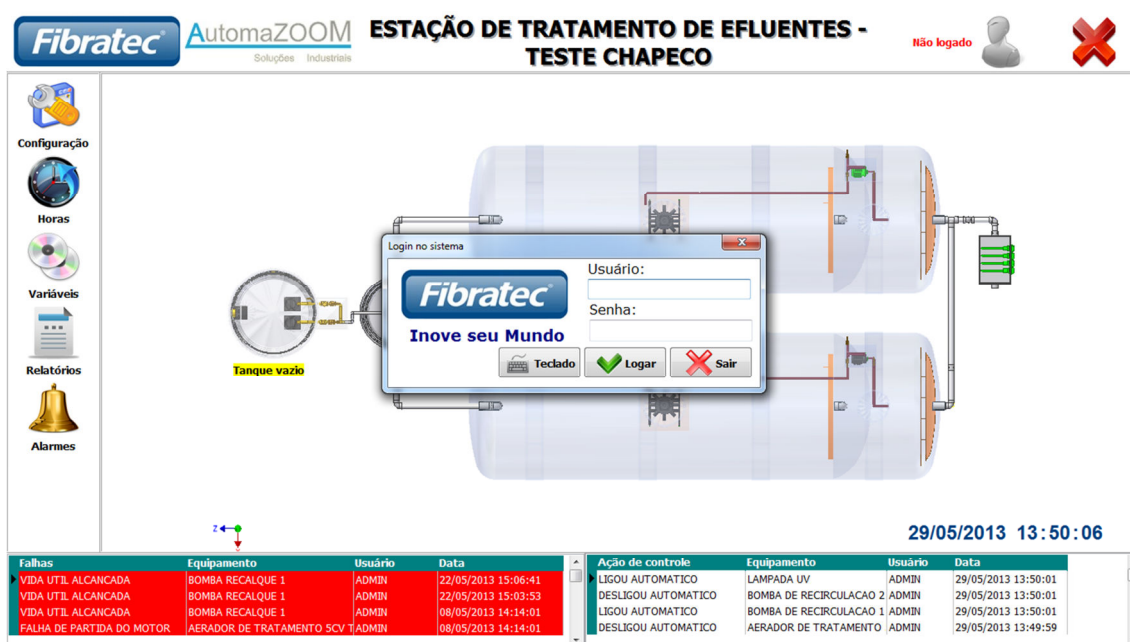 Fibratec
AutomaZOOM
Soluções Industriais
ESTAÇÃO DE TRATAMENTO DE EFLUENTES -
TESTE CHAPECO
Não logado
Configuração
Horas
Variáveis
Relatórios
Alarmes
Login no sistema
Fibratec
Inove seu Mundo
Usuário:
Senha:
Teclado
Logar
Sair
Tanque vazio
Z
29/05/2013 13:50:06
Falhas Equipamento Usuário Data
VIDA UTIL ALCANCADA BOMBA RECALQUE 1 ADMIN 22/05/2013 15:06:41
VIDA UTIL ALCANCADA BOMBA RECALQUE 1 ADMIN 22/05/2013 15:03:53
VIDA UTIL ALCANCADA BOMBA RECALQUE 1 ADMIN 08/05/2013 14:14:01
FALHA DE PARTIDA DO MOTOR AERADOR DE TRATAMENTO 5CV T ADMIN 08/05/2013 14:14:01
Ação de controle Equipamento Usuário Data
LIGOU AUTOMATICO LAMPADA UV ADMIN 29/05/2013 13:50:01
DESLIGOU AUTOMATICO BOMBA DE RECIRCULACAO 2 ADMIN 29/05/2013 13:50:01
LIGOU AUTOMATICO BOMBA DE RECIRCULACAO 1 ADMIN 29/05/2013 13:50:01
DESLIGOU AUTOMATICO AERADOR DE TRATAMENTO ADMIN 29/05/2013 13:49:59